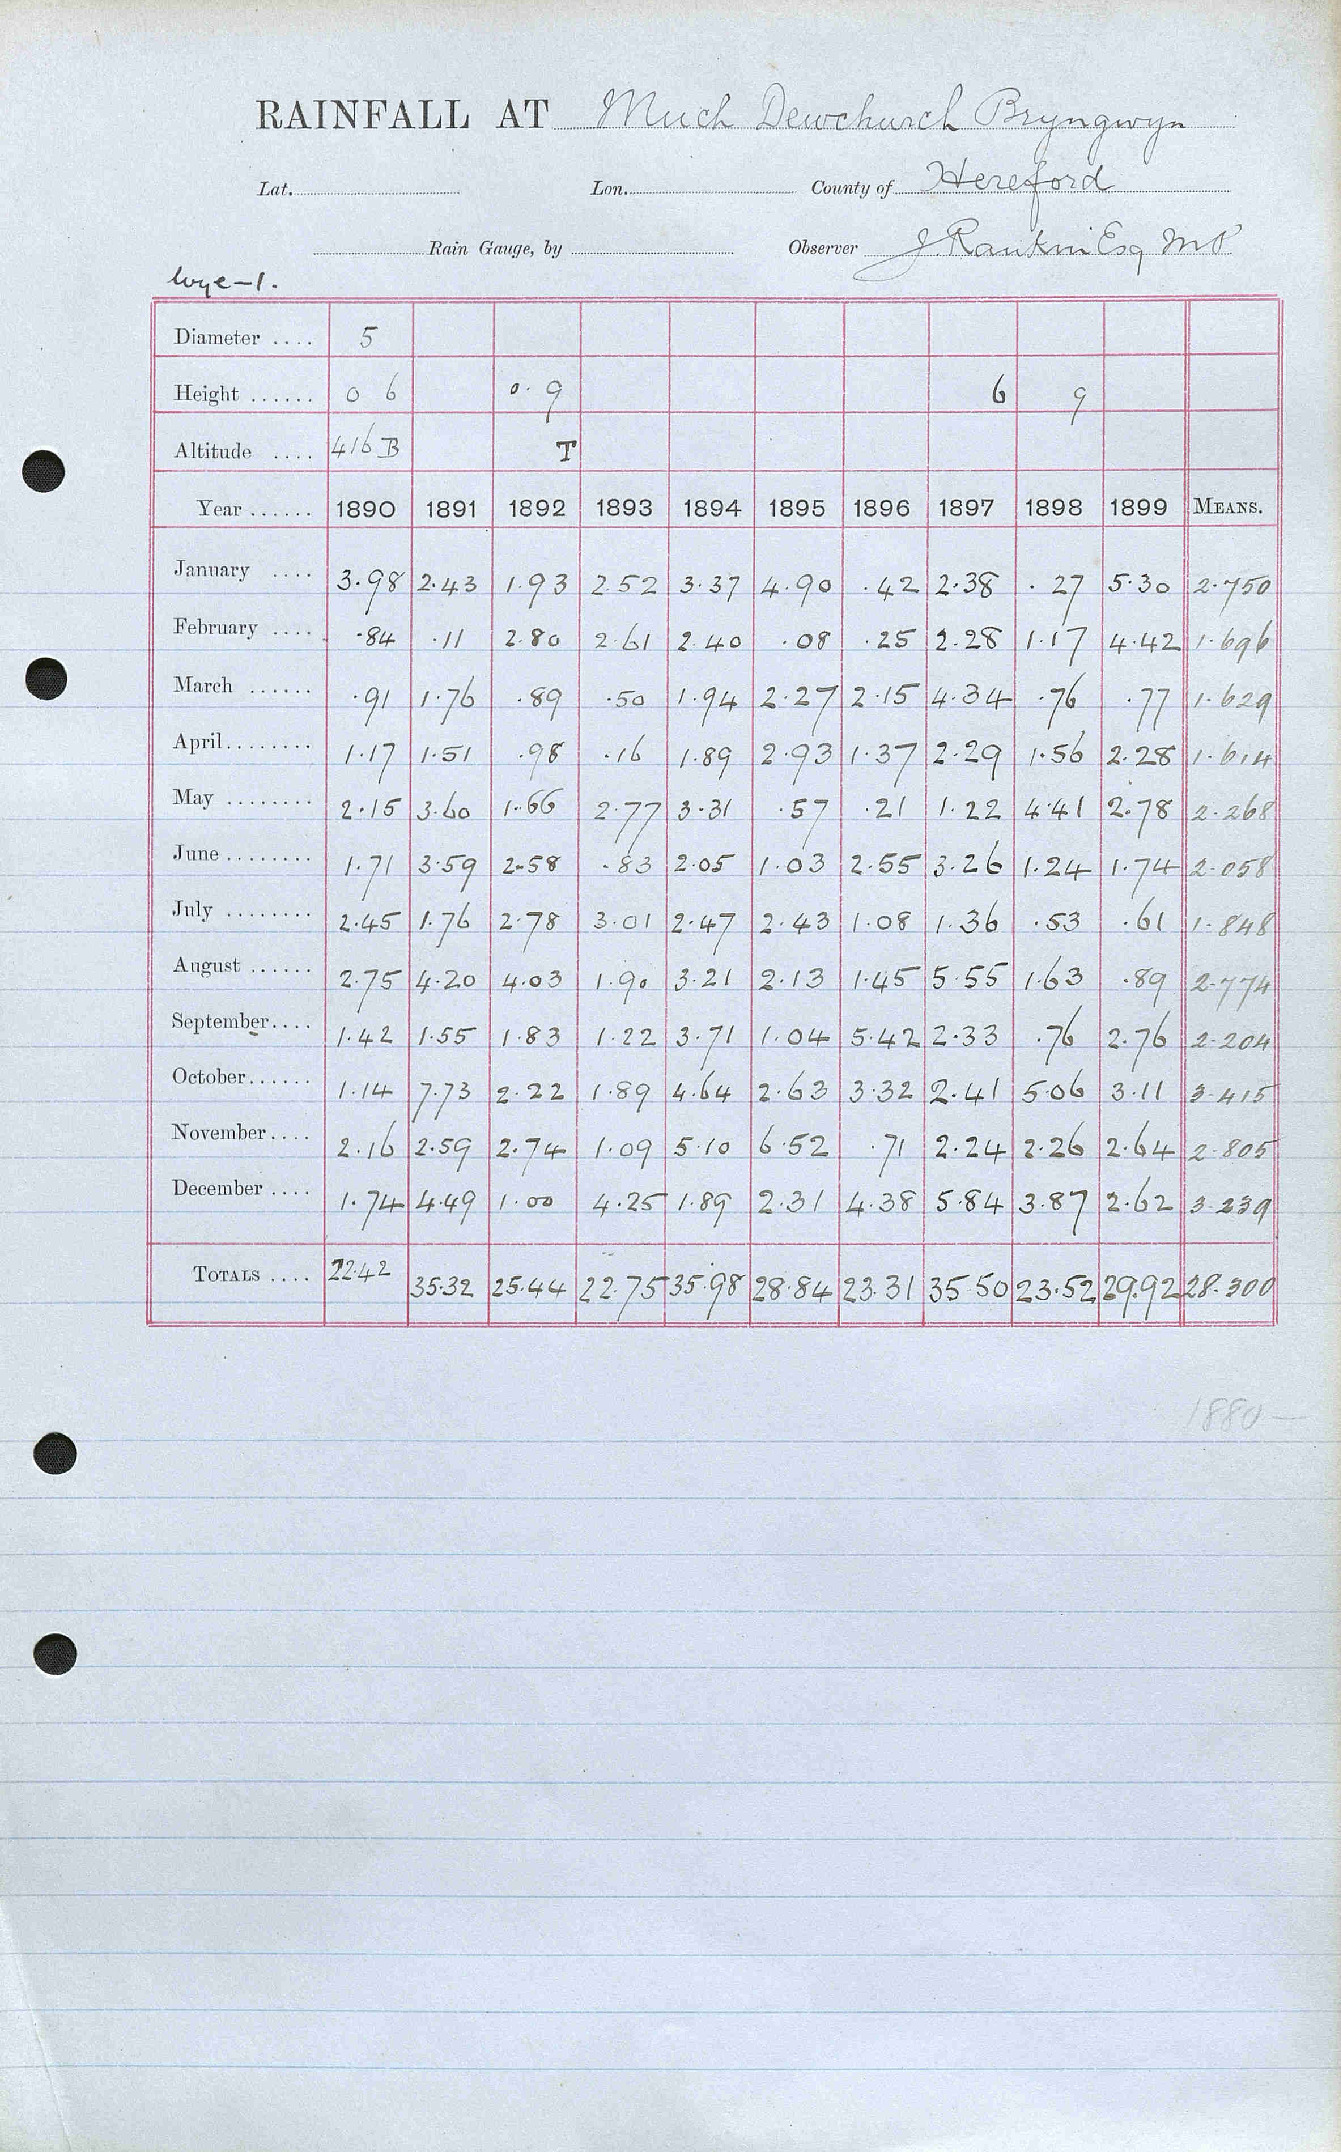 RAINFALL AT Much Dewchurch Bryngwyn
Lat. Lon. County of Hereford
Rain Gauge, by Observer J Rankin Esq MP
Wye-1.
Diameter .... 5
Height ...... 0 6 0. 9 6 9
Altitude .... 416 B T
Year ...... 1890 1891 1892 1893 1894 1895 1896 1897 1898 1899 MEANS.
January .... 3.98 2.43 1.93 2.52 3.37 4.90 .42 2.38 .27 5.30 2.750
February .... .84 .11 2.80 2.61 2.40 .08 .25 2.28 1.17 4.42 1.696
March ...... .91 1.76 .89 .50 1.94 2.27 2.15 4.34 .76 .77 1.629
April........ 1.17 1.51 .98 .16 1.89 2.93 1.37 2.29 1.56 2.28 1.614
May ........ 2.15 3.60 1.66 2.77 3.31 .57 .21 1.22 4.41 2.78 2.268
June ........ 1.71 3.59 2.58 .83 2.05 1.03 2.55 3.26 1.24 1.74 2.058
July ........ 2.45 1.76 2.78 3.01 2.47 2.43 1.08 1.36 .53 .61 1.848
August ...... 2.75 4.20 4.03 1.90 3.21 2.13 1.45 5.55 1.63 .89 2.774
September.... 1.42 1.55 1.83 1.22 3.71 1.04 5.42 2.33 .76 2.76 2.204
October...... 1.14 7.73 2.22 1.89 4.64 2.63 3.32 2.41 5.06 3.11 3.415
November.... 2.16 2.59 2.74 1.09 5.10 6.52 .71 2.24 2.26 2.64 2.805
December .... 1.74 4.49 1.00 4.25 1.89 2.31 4.38 5.84 3.87 2.62 3.239
TOTALS .... 22.42 35.32 25.44 22.75 35.98 28.84 23.31 35.50 23.52 29.92 28.300
1880—